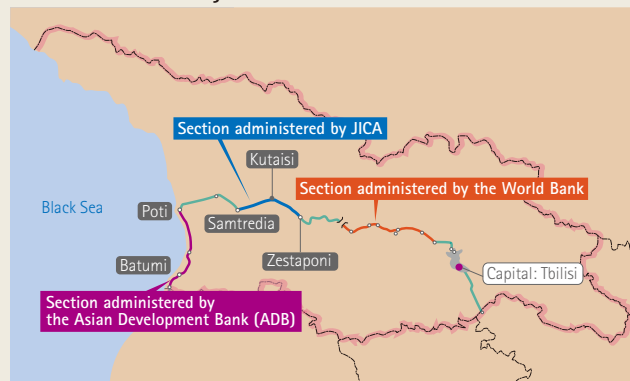 Section administered by JICA
Kutaisi
Section administered by the World Bank
Black Sea
Poti
Samtredia
Batumi
Zestaponi
Capital: Tbilisi
Section administered by
the Asian Development Bank (ADB)